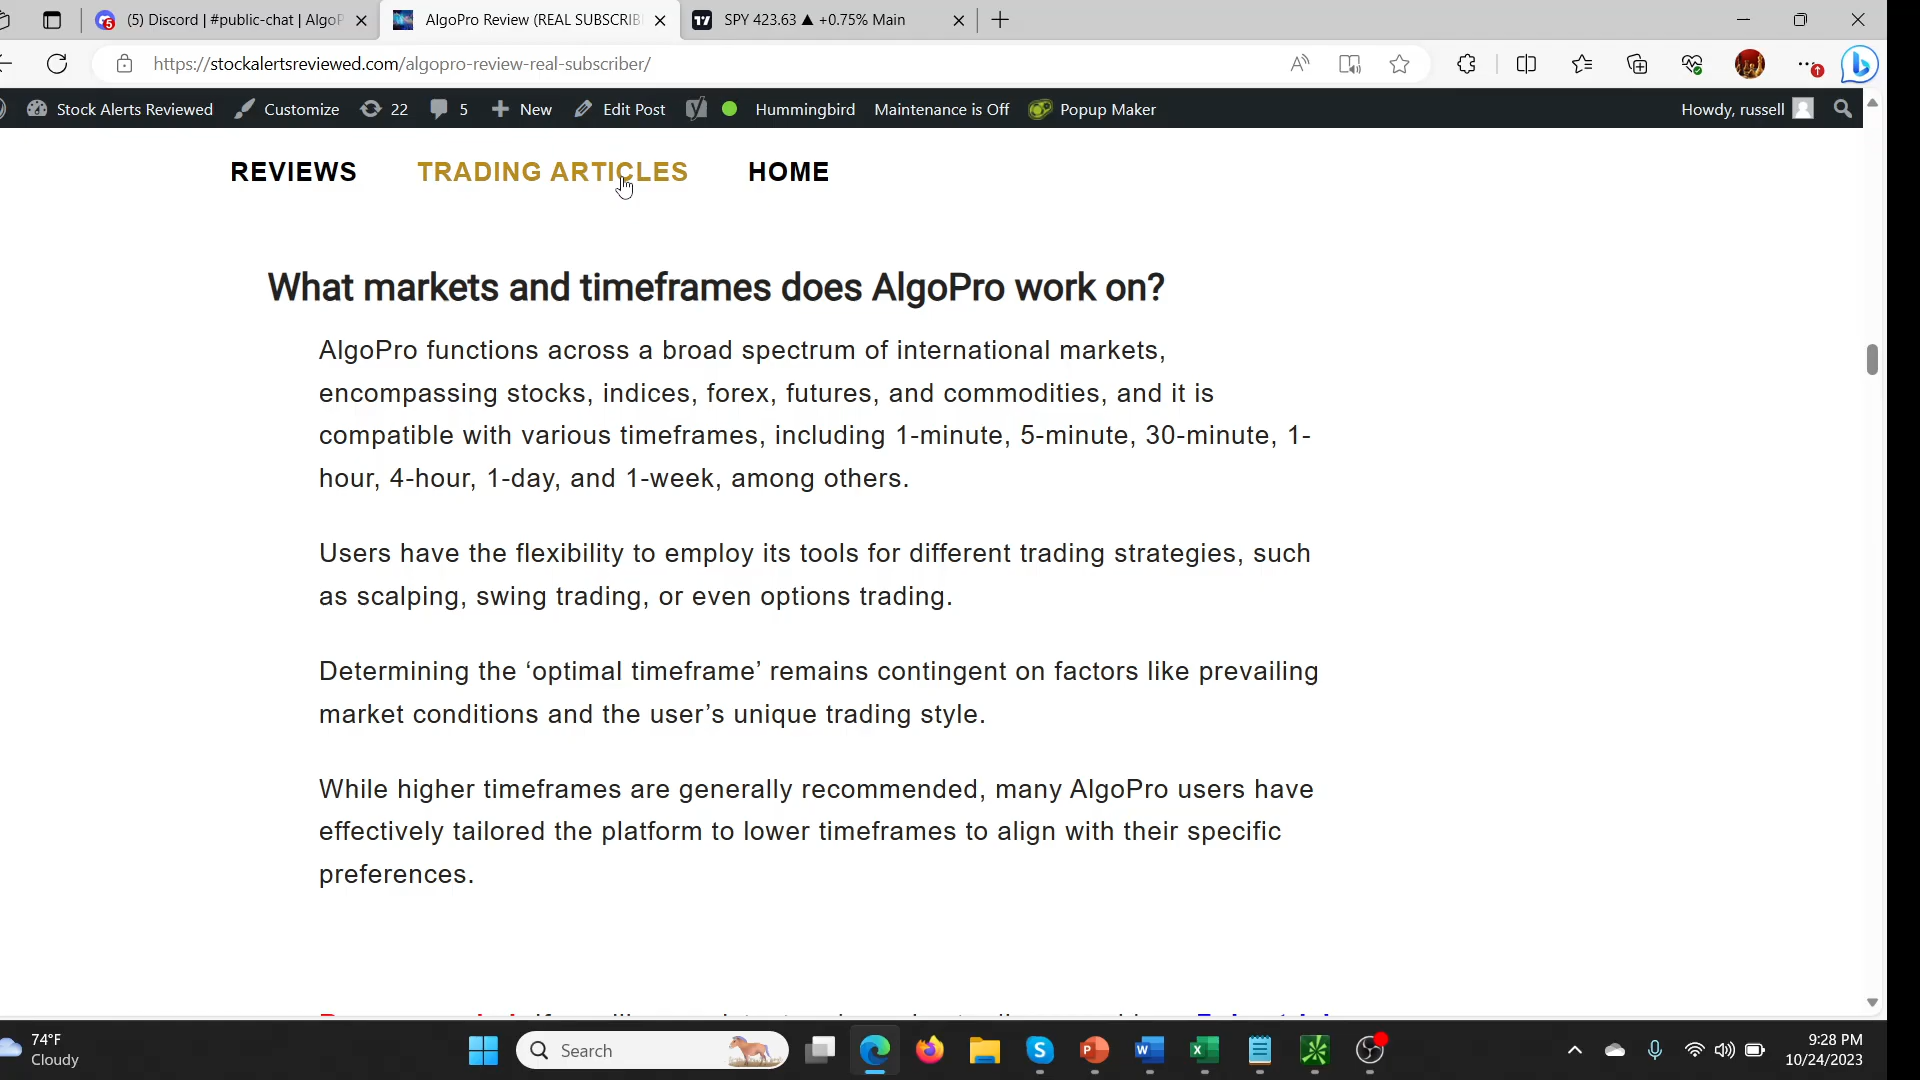 (5) Discord | #public-chat | AlgoP
AlgoPro Review (REAL SUBSCRIB
SPY 423.63 ▲ +0.75% Main
https://stockalertsreviewed.com/algopro-review-real-subscriber/
Stock Alerts Reviewed Customize 22 5 New Edit Post Hummingbird Maintenance is Off Popup Maker Howdy, russell
REVIEWS TRADING ARTICLES HOME
What markets and timeframes does AlgoPro work on?
AlgoPro functions across a broad spectrum of international markets,
encompassing stocks, indices, forex, futures, and commodities, and it is
compatible with various timeframes, including 1-minute, 5-minute, 30-minute, 1-
hour, 4-hour, 1-day, and 1-week, among others.
Users have the flexibility to employ its tools for different trading strategies, such
as scalping, swing trading, or even options trading.
Determining the ‘optimal timeframe’ remains contingent on factors like prevailing
market conditions and the user’s unique trading style.
While higher timeframes are generally recommended, many AlgoPro users have
effectively tailored the platform to lower timeframes to align with their specific
preferences.
74°F
Cloudy
Search
9:28 PM
10/24/2023